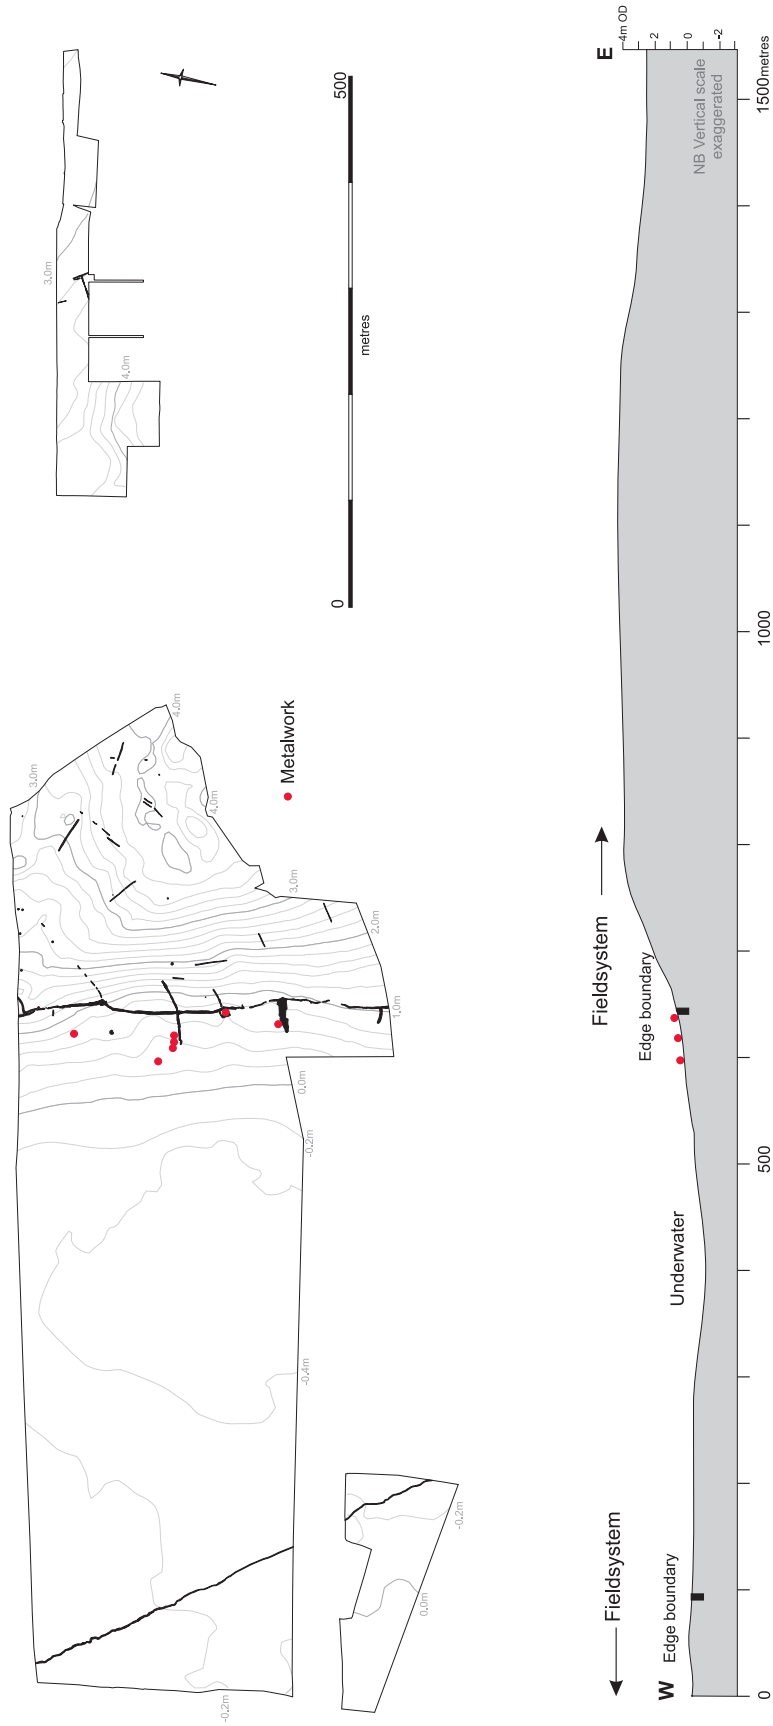 3.0m
4.0m
500
metres
0
3.0m
4.0m
4.0m
3.0m
2.0m
1.0m
0.0m
-0.2m
-0.4m
-0.2m
-0.2m
0.0m
Metalwork
W
E
Fieldsystem
Fieldsystem
Edge boundary
Underwater
Edge boundary
4m OD
2
0
-2
NB Vertical scale
exaggerated
0
500
1000
1500metres